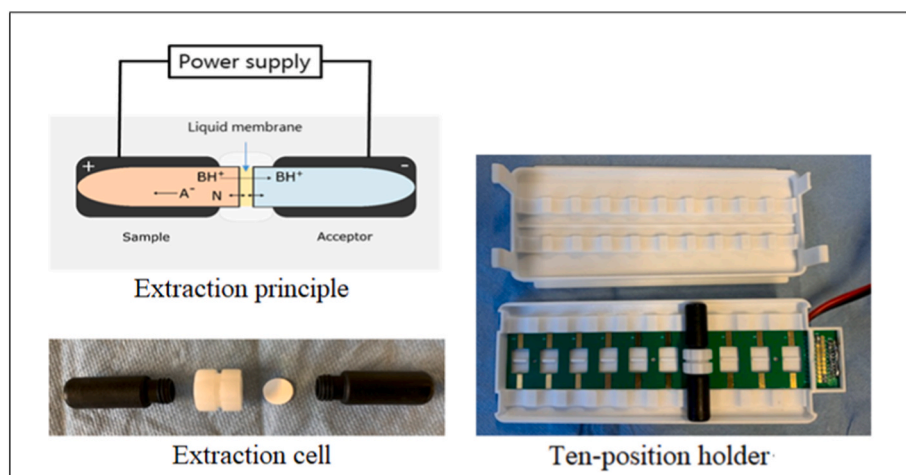 Power supply
Liquid membrane
+
-
BH⁺ BH⁺
A⁻ N
Sample Acceptor
Extraction principle
Extraction cell
Ten-position holder